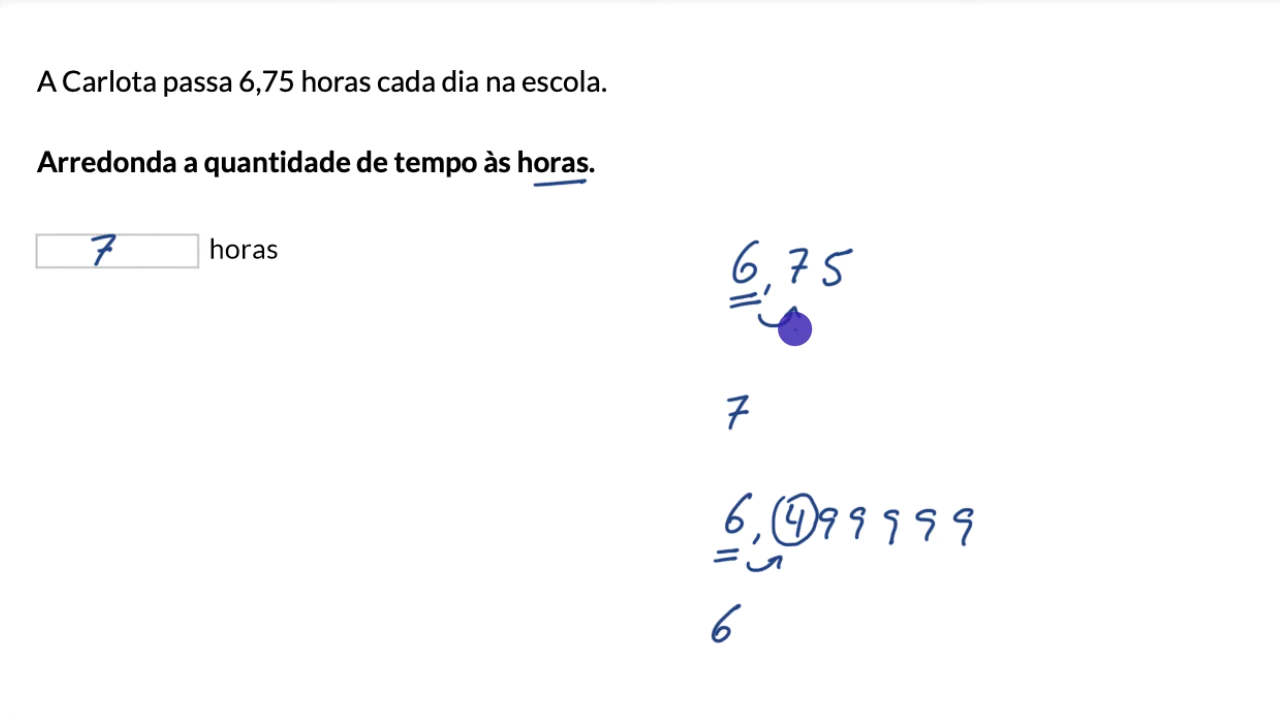 A Carlota passa 6,75 horas cada dia na escola.
Arredonda a quantidade de tempo às horas.
7 horas
6,75
7
6,499999
6